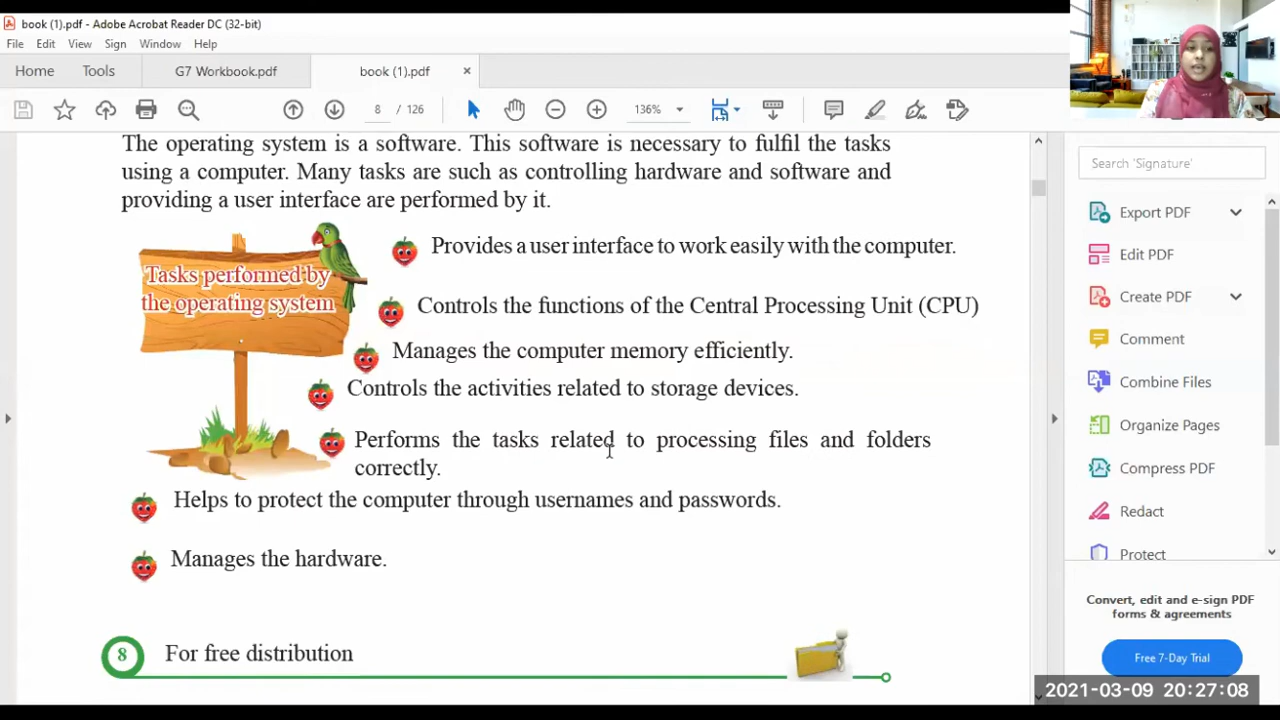 book (1).pdf - Adobe Acrobat Reader DC (32-bit)
File Edit View Sign Window Help
Home Tools G7 Workbook.pdf book (1).pdf ×
8 / 126 136%
The operating system is a software. This software is necessary to fulfil the tasks
using a computer. Many tasks are such as controlling hardware and software and
providing a user interface are performed by it.
Tasks performed by
the operating system
Provides a user interface to work easily with the computer.
Controls the functions of the Central Processing Unit (CPU)
Manages the computer memory efficiently.
Controls the activities related to storage devices.
Performs the tasks related to processing files and folders
correctly.
Helps to protect the computer through usernames and passwords.
Manages the hardware.
8 For free distribution
Search 'Signature'
Export PDF
Edit PDF
Create PDF
Comment
Combine Files
Organize Pages
Compress PDF
Redact
Protect
Convert, edit and e-sign PDF
forms & agreements
Free 7-Day Trial
2021-03-09 20:27:08